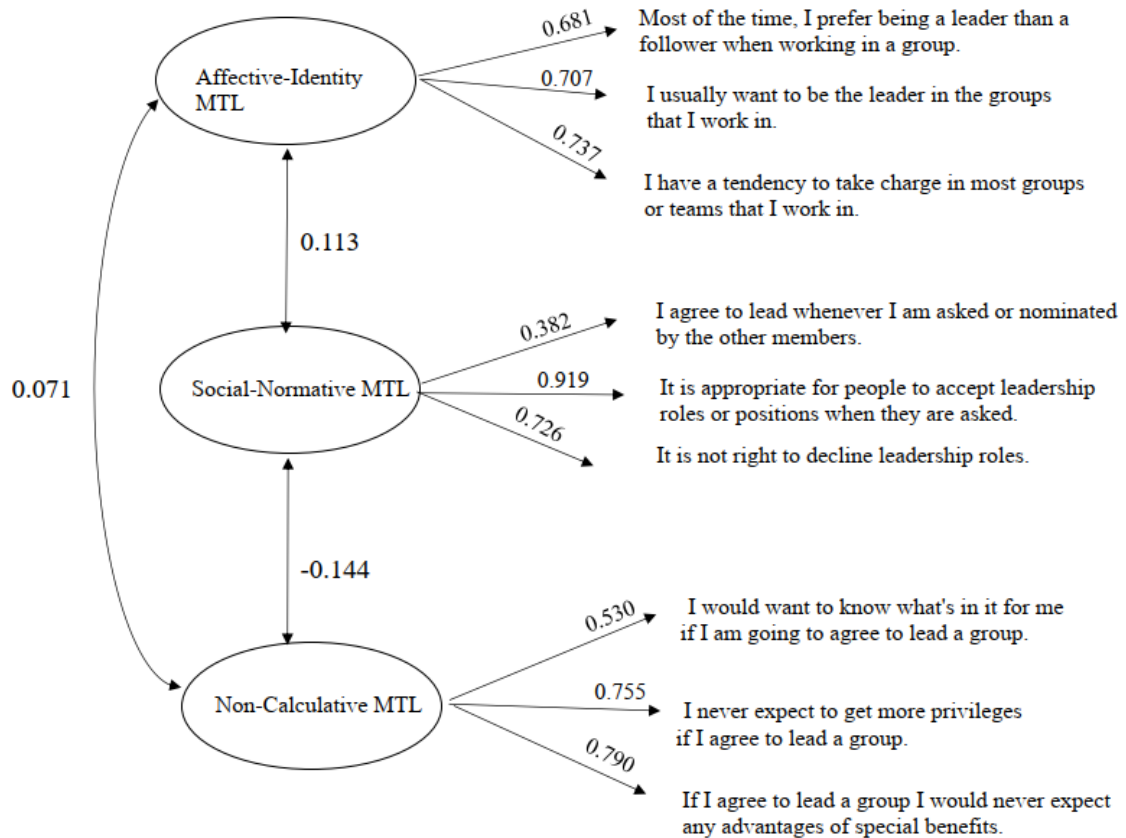 0.681
Most of the time, I prefer being a leader than a
follower when working in a group.
Affective-Identity
MTL
0.707
I usually want to be the leader in the groups
that I work in.
0.737
I have a tendency to take charge in most groups
or teams that I work in.
0.113
0.382
I agree to lead whenever I am asked or nominated
by the other members.
0.071
Social-Normative MTL
0.919
It is appropriate for people to accept leadership
roles or positions when they are asked.
0.726
It is not right to decline leadership roles.
-0.144
0.530
I would want to know what's in it for me
if I am going to agree to lead a group.
Non-Calculative MTL
0.755
I never expect to get more privileges
if I agree to lead a group.
0.790
If I agree to lead a group I would never expect
any advantages of special benefits.